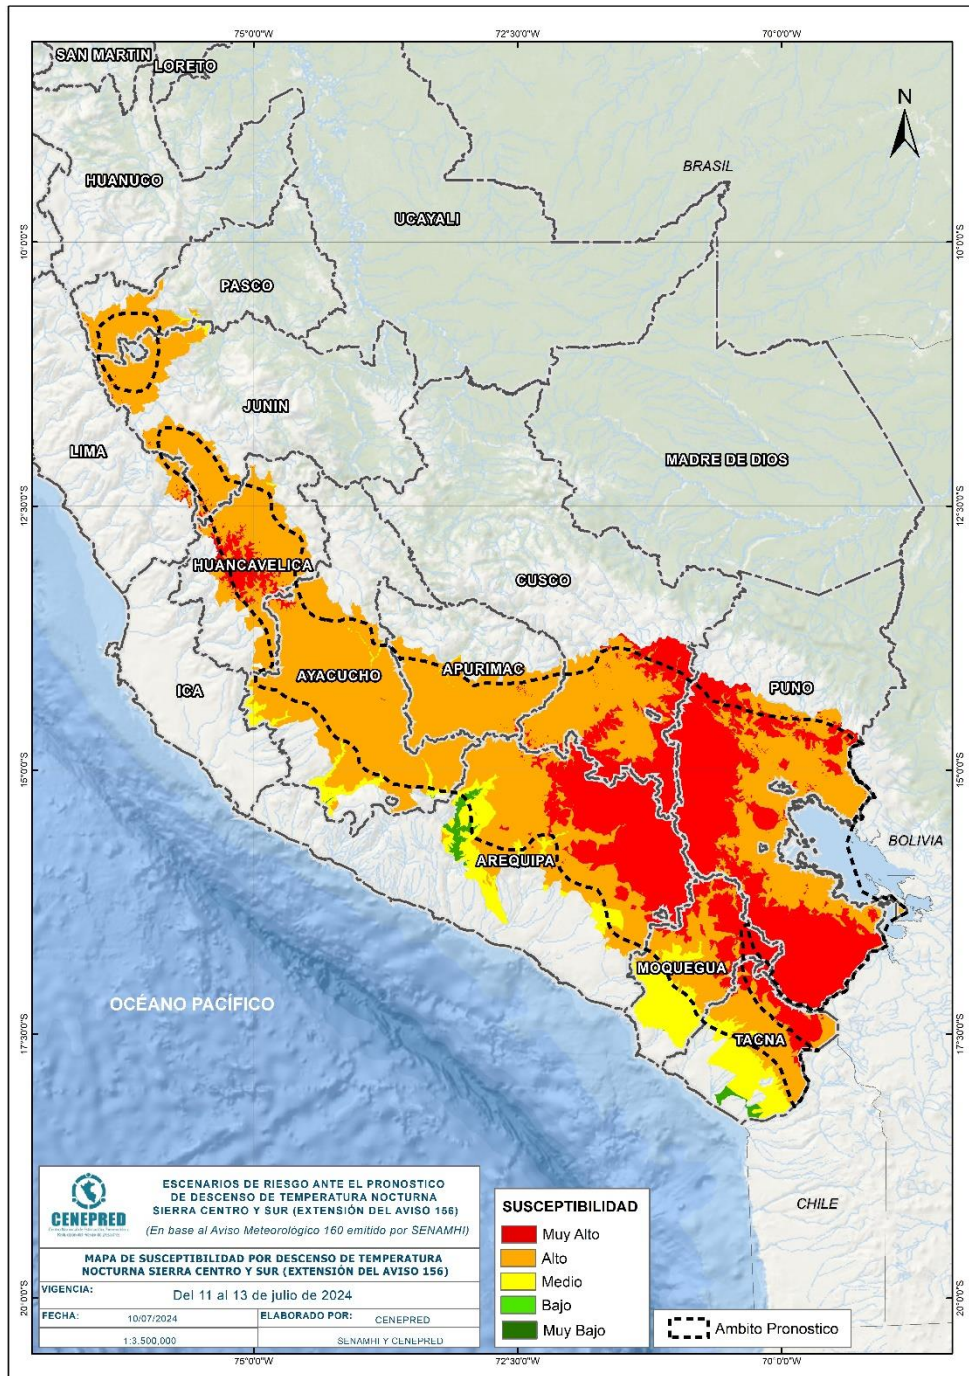 75°0'0"W
72°30'0"W
70°0'0"W
SAN MARTIN
LORETO
N
HUANUCO
BRASIL
UCAYALI
10°0'0"S
10°0'0"S
PASCO
JUNIN
LIMA
MADRE DE DIOS
12°30'0"S
12°30'0"S
HUANCAVELICA
CUSCO
APURIMAC
AYACUCHO
PUNO
ICA
15°0'0"S
15°0'0"S
BOLIVIA
AREQUIPA
MOQUEGUA
OCÉANO PACÍFICO
17°30'0"S
17°30'0"S
TACNA
CHILE
CENEPRED
ESCENARIOS DE RIESGO ANTE EL PRONOSTICO
DE DESCENSO DE TEMPERATURA NOCTURNA
SIERRA CENTRO Y SUR (EXTENSIÓN DEL AVISO 156)
(En base al Aviso Meteorológico 160 emitido por SENAMHI)
MAPA DE SUSCEPTIBILIDAD POR DESCENSO DE TEMPERATURA
NOCTURNA SIERRA CENTRO Y SUR (EXTENSIÓN DEL AVISO 156)
VIGENCIA:
Del 11 al 13 de julio de 2024
FECHA:
10/07/2024
ELABORADO POR:
CENEPRED
1:3,500,000
SENAMHI Y CENEPRED
SUSCEPTIBILIDAD
Muy Alto
Alto
Medio
Bajo
Muy Bajo
Ambito Pronostico
20°0'0"S
20°0'0"S
75°0'0"W
72°30'0"W
70°0'0"W